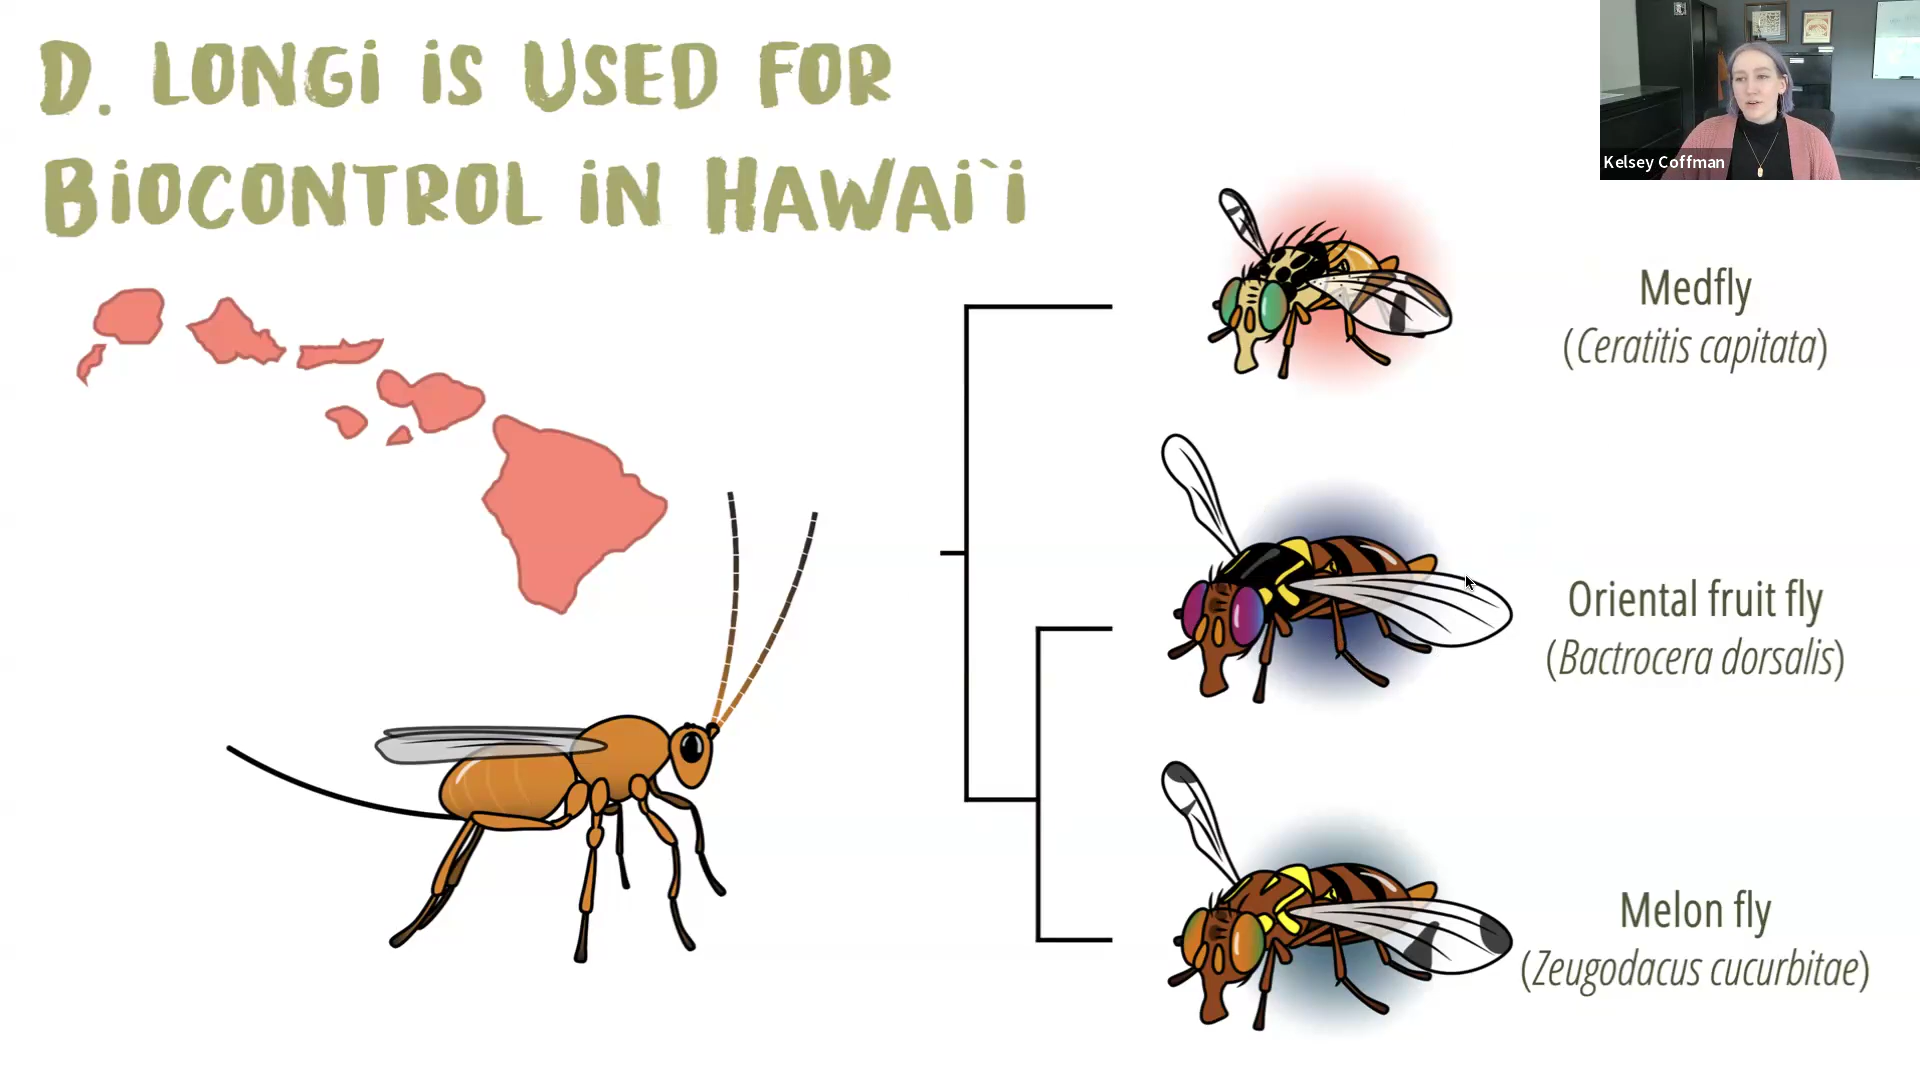 D. LONGi iS USED FOR
BiOCONTROL iN HAWAi`i
Kelsey Coffman
Medfly
(Ceratitis capitata)
Oriental fruit fly
(Bactrocera dorsalis)
Melon fly
(Zeugodacus cucurbitae)